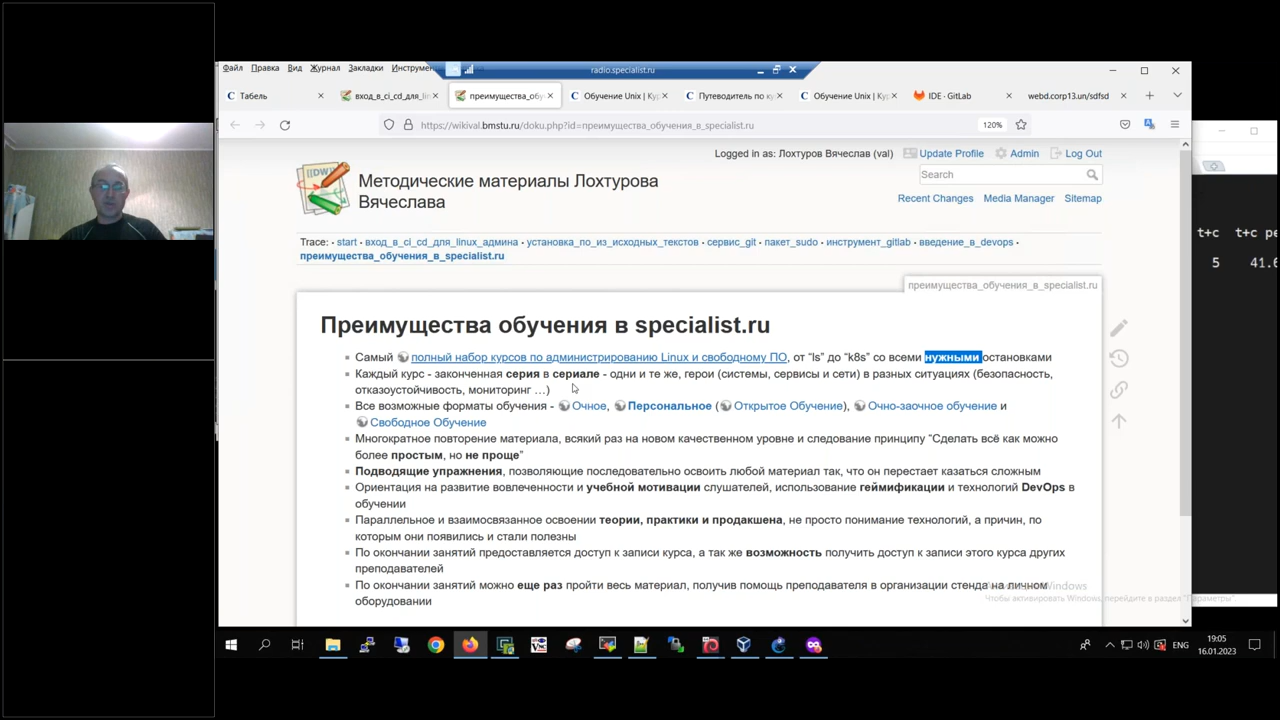 radio.specialist.ru
Файл Правка Вид Журнал Закладки
Табель
преимущества_обу
Обучение Unix | Ку
Путеводитель по к
Обучение Unix | Ку
IDE · GitLab
webd.corp13.un/sdfsd
https://wikival.bmstu.ru/doku.php?id=преимущества_обучения_в_specialist.ru
120%
Logged in as: Лохтуров Вячеслав (val) Update Profile Admin Log Out
Методические материалы Лохтурова
Вячеслава
Search
Recent Changes Media Manager Sitemap
Trace: · start · вход_в_ci_cd_для_linux_админа · установка_по_из_исходных_текстов · сервис_git · пакет_sudo · инструмент_gitlab · введение_в_devops ·
преимущества_обучения_в_specialist.ru
преимущества_обучения_в_specialist.ru
Преимущества обучения в specialist.ru
Самый полный набор курсов по администрированию Linux и свободному ПО, от “ls” до “k8s” со всеми нужными остановками
Каждый курс - законченная серия в сериале - одни и те же, герои (системы, сервисы и сети) в разных ситуациях (безопасность,
отказоустойчивость, мониторинг …)
Все возможные форматы обучения - Очное, Персональное (Открытое Обучение), Очно-заочное обучение и
Свободное Обучение
Многократное повторение материала, всякий раз на новом качественном уровне и следование принципу “Сделать всё как можно
более простым, но не проще”
Подводящие упражнения, позволяющие последовательно освоить любой материал так, что он перестает казаться сложным
Ориентация на развитие вовлеченности и учебной мотивации слушателей, использование геймификации и технологий DevOps в
обучении
Параллельное и взаимосвязанное освоении теории, практики и продакшена, не просто понимание технологий, а причин, по
которым они появились и стали полезны
По окончании занятий предоставляется доступ к записи курса, а так же возможность получить доступ к записи этого курса других
преподавателей
По окончании занятий можно еще раз пройти весь материал, получив помощь преподавателя в организации стенда на личном
оборудовании
t+c t+c
5 41.
Чтобы активировать Windows, перейдите в раздел "Параметры".
ENG
19:05
16.01.2023